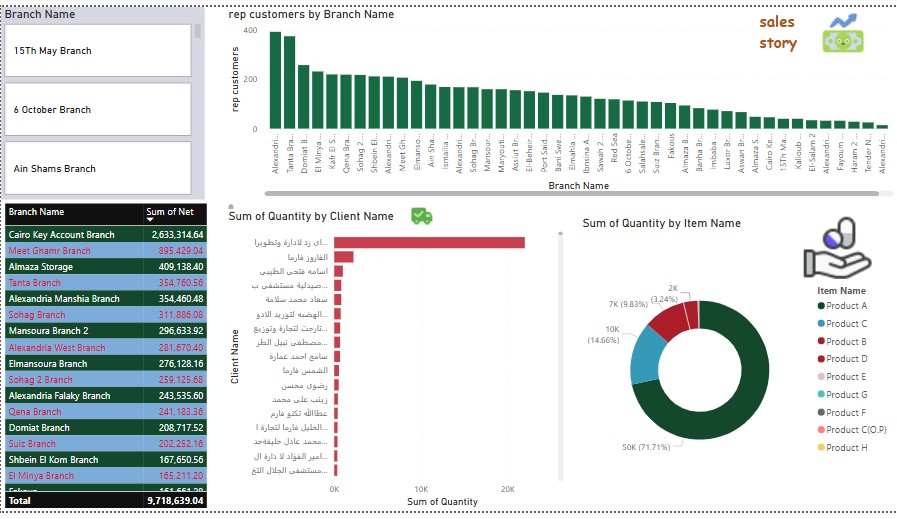 Branch Name
15Th May Branch
6 October Branch
Ain Shams Branch
rep customers by Branch Name
sales
story
rep customers
400
200
0
Alexandri...
Tanta Bra...
Domiat B...
El Minya ...
Kafr El S...
Qena Bra...
Sohag 2 ...
Shbein El...
Alexandri...
Meet Gh...
Elmanso...
Ain Sha...
Ismailia ...
Alexandri...
Sohag Br...
Mansour...
Maryouti...
Assiut Br...
El-Beheir...
Port Said...
Bani Swe...
Elmahla ...
Ibnsina A...
Sawah 2 ...
Red Sea
6 Octobe...
Salahsale...
Suiz Bran...
Fakous
Almaza B...
Banha Br...
Imbaba ...
Luxor Br...
Aswan Br...
Almaza S...
Cairo Ke...
15Th Ma...
Kalioub ...
El-Salam 2
Alexandri...
Fayoum ...
Haram 2 ...
Tender N...
Alexandri...
Branch Name
Branch Name Sum of Net
Cairo Key Account Branch 2,633,314.64
Meet Ghamr Branch 895,429.04
Almaza Storage 409,138.40
Tanta Branch 354,760.56
Alexandria Manshia Branch 354,460.48
Sohag Branch 311,886.08
Mansoura Branch 2 296,633.92
Alexandria West Branch 281,670.40
Elmansoura Branch 276,128.16
Sohag 2 Branch 259,125.68
Alexandria Falaky Branch 243,535.60
Qena Branch 241,183.36
Domiat Branch 208,717.52
Suiz Branch 202,252.16
Shbein El Kom Branch 167,650.56
El Minya Branch 165,211.20
Total 9,718,639.04
Sum of Quantity by Client Name
Client Name
اى زد لادارة وتطويرا...
الفاروز فارما
اسامه فتحى الطيبى
صيدلية مستشفى ب...
سعاد محمد سلامة
الهضبه لتوريد الادو...
تارجت لتجارة وتوزيع...
مصطفى نبيل الطر...
سامح احمد عمارة
الشمس فارما
رضوى محسن
زينب على محمد
عطاالله تكنو فارم
الخليل فارما لتجارة ا...
محمد عادل خليفةجد...
امير الفؤاد لا دارة ال...
مستشفى الجلال التخ...
0K 10K 20K
Sum of Quantity
Sum of Quantity by Item Name
2K
(3.24%)
7K (9.83%)
10K
(14.66%)
50K (71.71%)
Item Name
Product A
Product C
Product B
Product D
Product E
Product G
Product F
Product C(O.P)
Product H